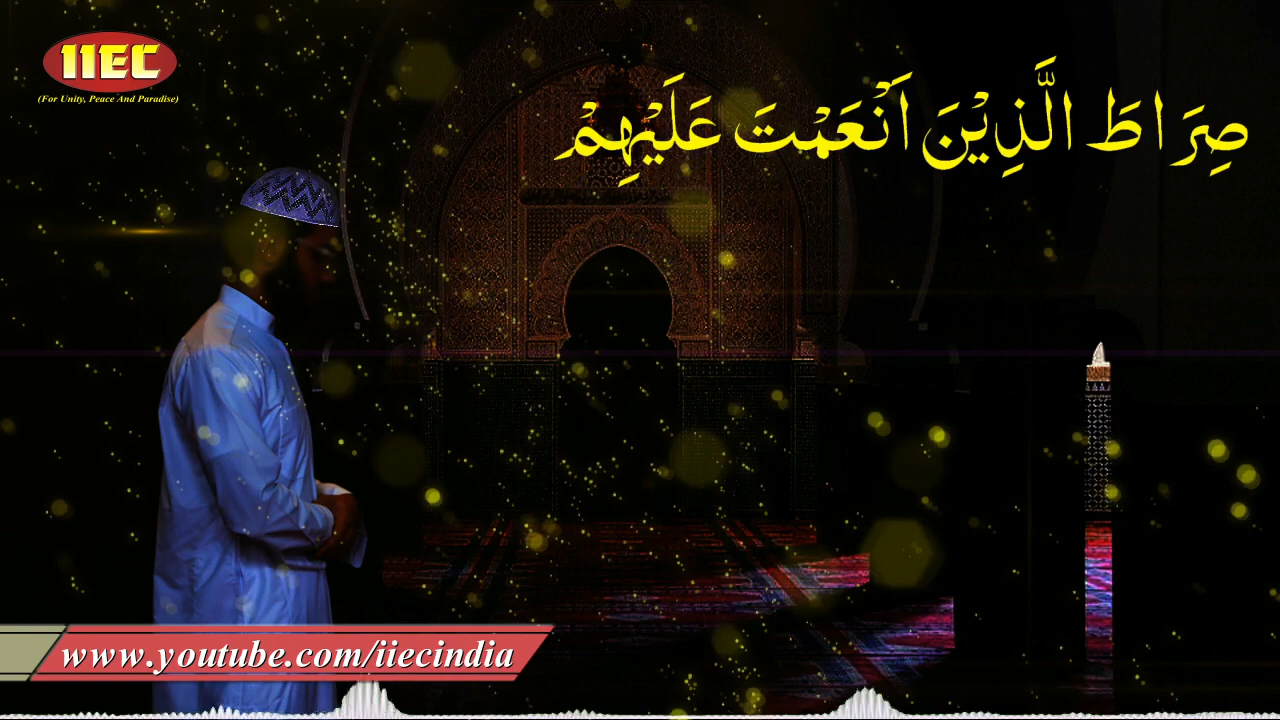 IIEC
(For Unity, Peace And Paradise)
صِرَاطَ الَّذِيْنَ اَنْعَمْتَ عَلَيْهِمْ
www.youtube.com/iiecindia